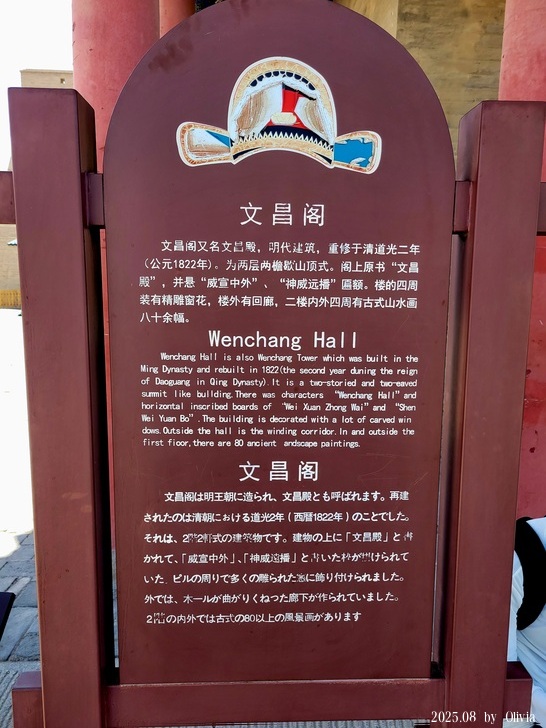 文昌阁
文昌阁又名文昌殿，明代建筑，重修于清道光二年
（公元1822年）。为两层两檐歇山顶式。阁上原书“文昌
殿”，并悬“威宣中外”、“神威远播”匾额。楼的四周
装有精雕窗花，楼外有回廊，二楼内外四周有古式山水画
八十余幅。
Wenchang Hall
Wenchang Hall is also Wenchang Tower which was built in the
Ming Dynasty and rebuilt in 1822(the second year duning the reign
of Daoguang in Qing Dynasty).It is a two-storied and two-eaved
summit like building.There was characters “Wenchang Hall”and
horizontal inscribed boards of “Wei Xuan Zhong Wai”and “Shen
Wei Yuan Bo”.The building is decorated with a lot of carved win
dows.Outside the hall is the winding corridor.In and outside the
first floor,there are 80 ancient andscape paintings.
文昌阁
文昌阁は明王朝に造られ、文昌殿とも呼ばれます。再建
されたのは清朝における道光2年（西暦1822年）のことでした。
それは、2 式の建築物です。建物の上に「文昌殿」と
かれて、「威宣中外」、「神威远播」と いた が けられて
いた。ビルの周りで多くの雕られた に飾り付けられました。
外では、木ールが曲がりくねつた廊下が作られていました。
2 の内外では古式の80以上の風景画があります
2025.08 by Olivia